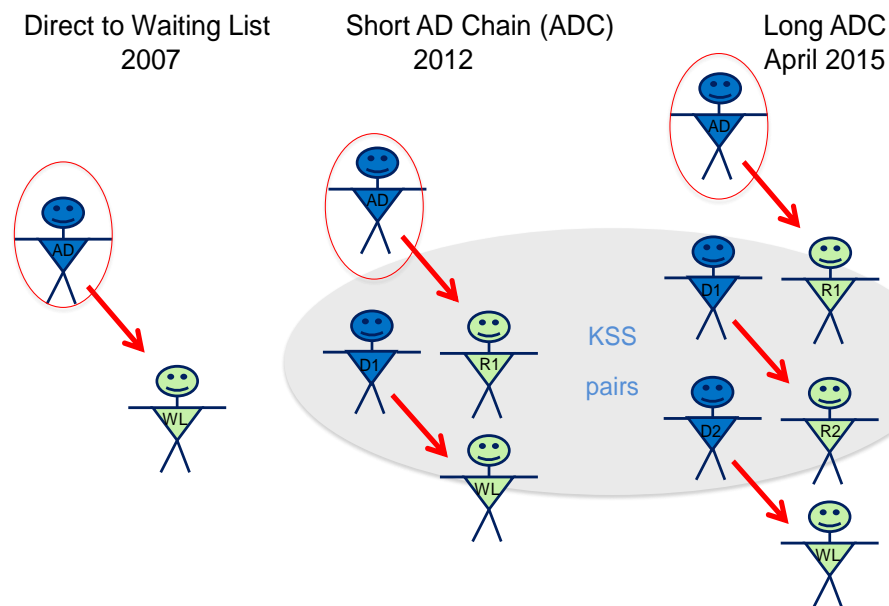 Direct to Waiting List
2007
Short AD Chain (ADC)
2012
Long ADC
April 2015
AD
WL
AD
D1
R1
WL
KSS
pairs
AD
D1
R1
D2
R2
WL